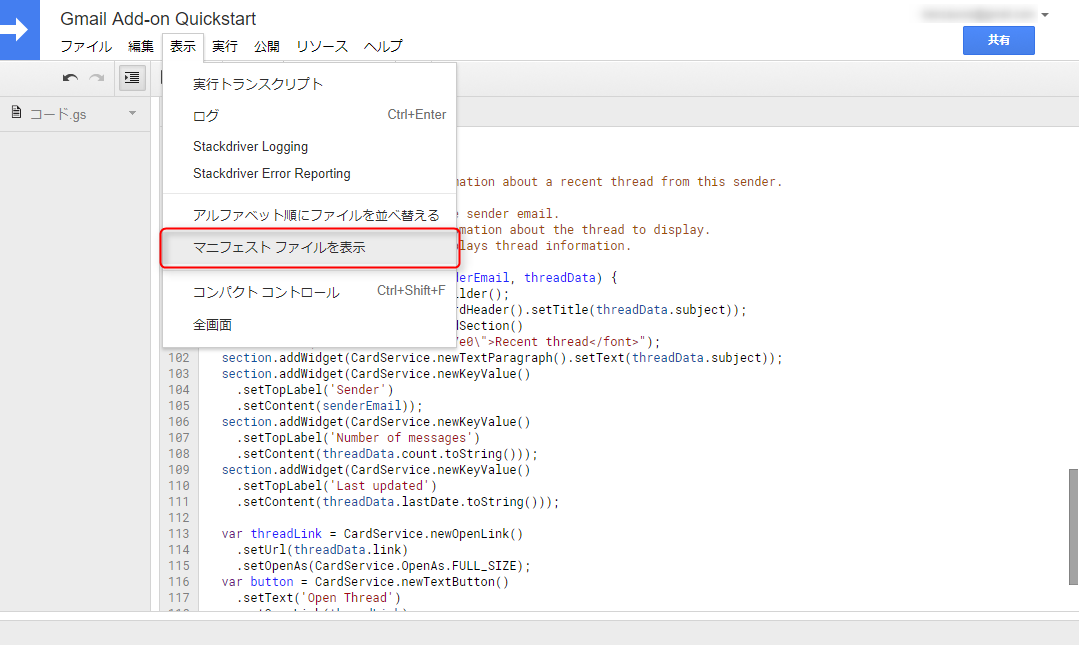 Gmail Add-on Quickstart
ファイル 編集 表示 実行 公開 リソース ヘルプ
共有
コード.gs
実行トランスクリプト
ログ Ctrl+Enter
Stackdriver Logging
Stackdriver Error Reporting
アルファベット順にファイルを並べ替える
マニフェスト ファイルを表示
コンパクト コントロール Ctrl+Shift+F
全画面
mation about a recent thread from this sender.
sender email.
mation about the thread to display.
lays thread information.
derEmail, threadData) {
ilder();
rdHeader().setTitle(threadData.subject));
dSection()
e0\">Recent thread</font>");
102 section.addWidget(CardService.newTextParagraph().setText(threadData.subject));
103 section.addWidget(CardService.newKeyValue()
104 .setTopLabel('Sender')
105 .setContent(senderEmail));
106 section.addWidget(CardService.newKeyValue()
107 .setTopLabel('Number of messages')
108 .setContent(threadData.count.toString()));
109 section.addWidget(CardService.newKeyValue()
110 .setTopLabel('Last updated')
111 .setContent(threadData.lastDate.toString()));
112
113 var threadLink = CardService.newOpenLink()
114 .setUrl(threadData.link)
115 .setOpenAs(CardService.OpenAs.FULL_SIZE);
116 var button = CardService.newTextButton()
117 .setText('Open Thread')